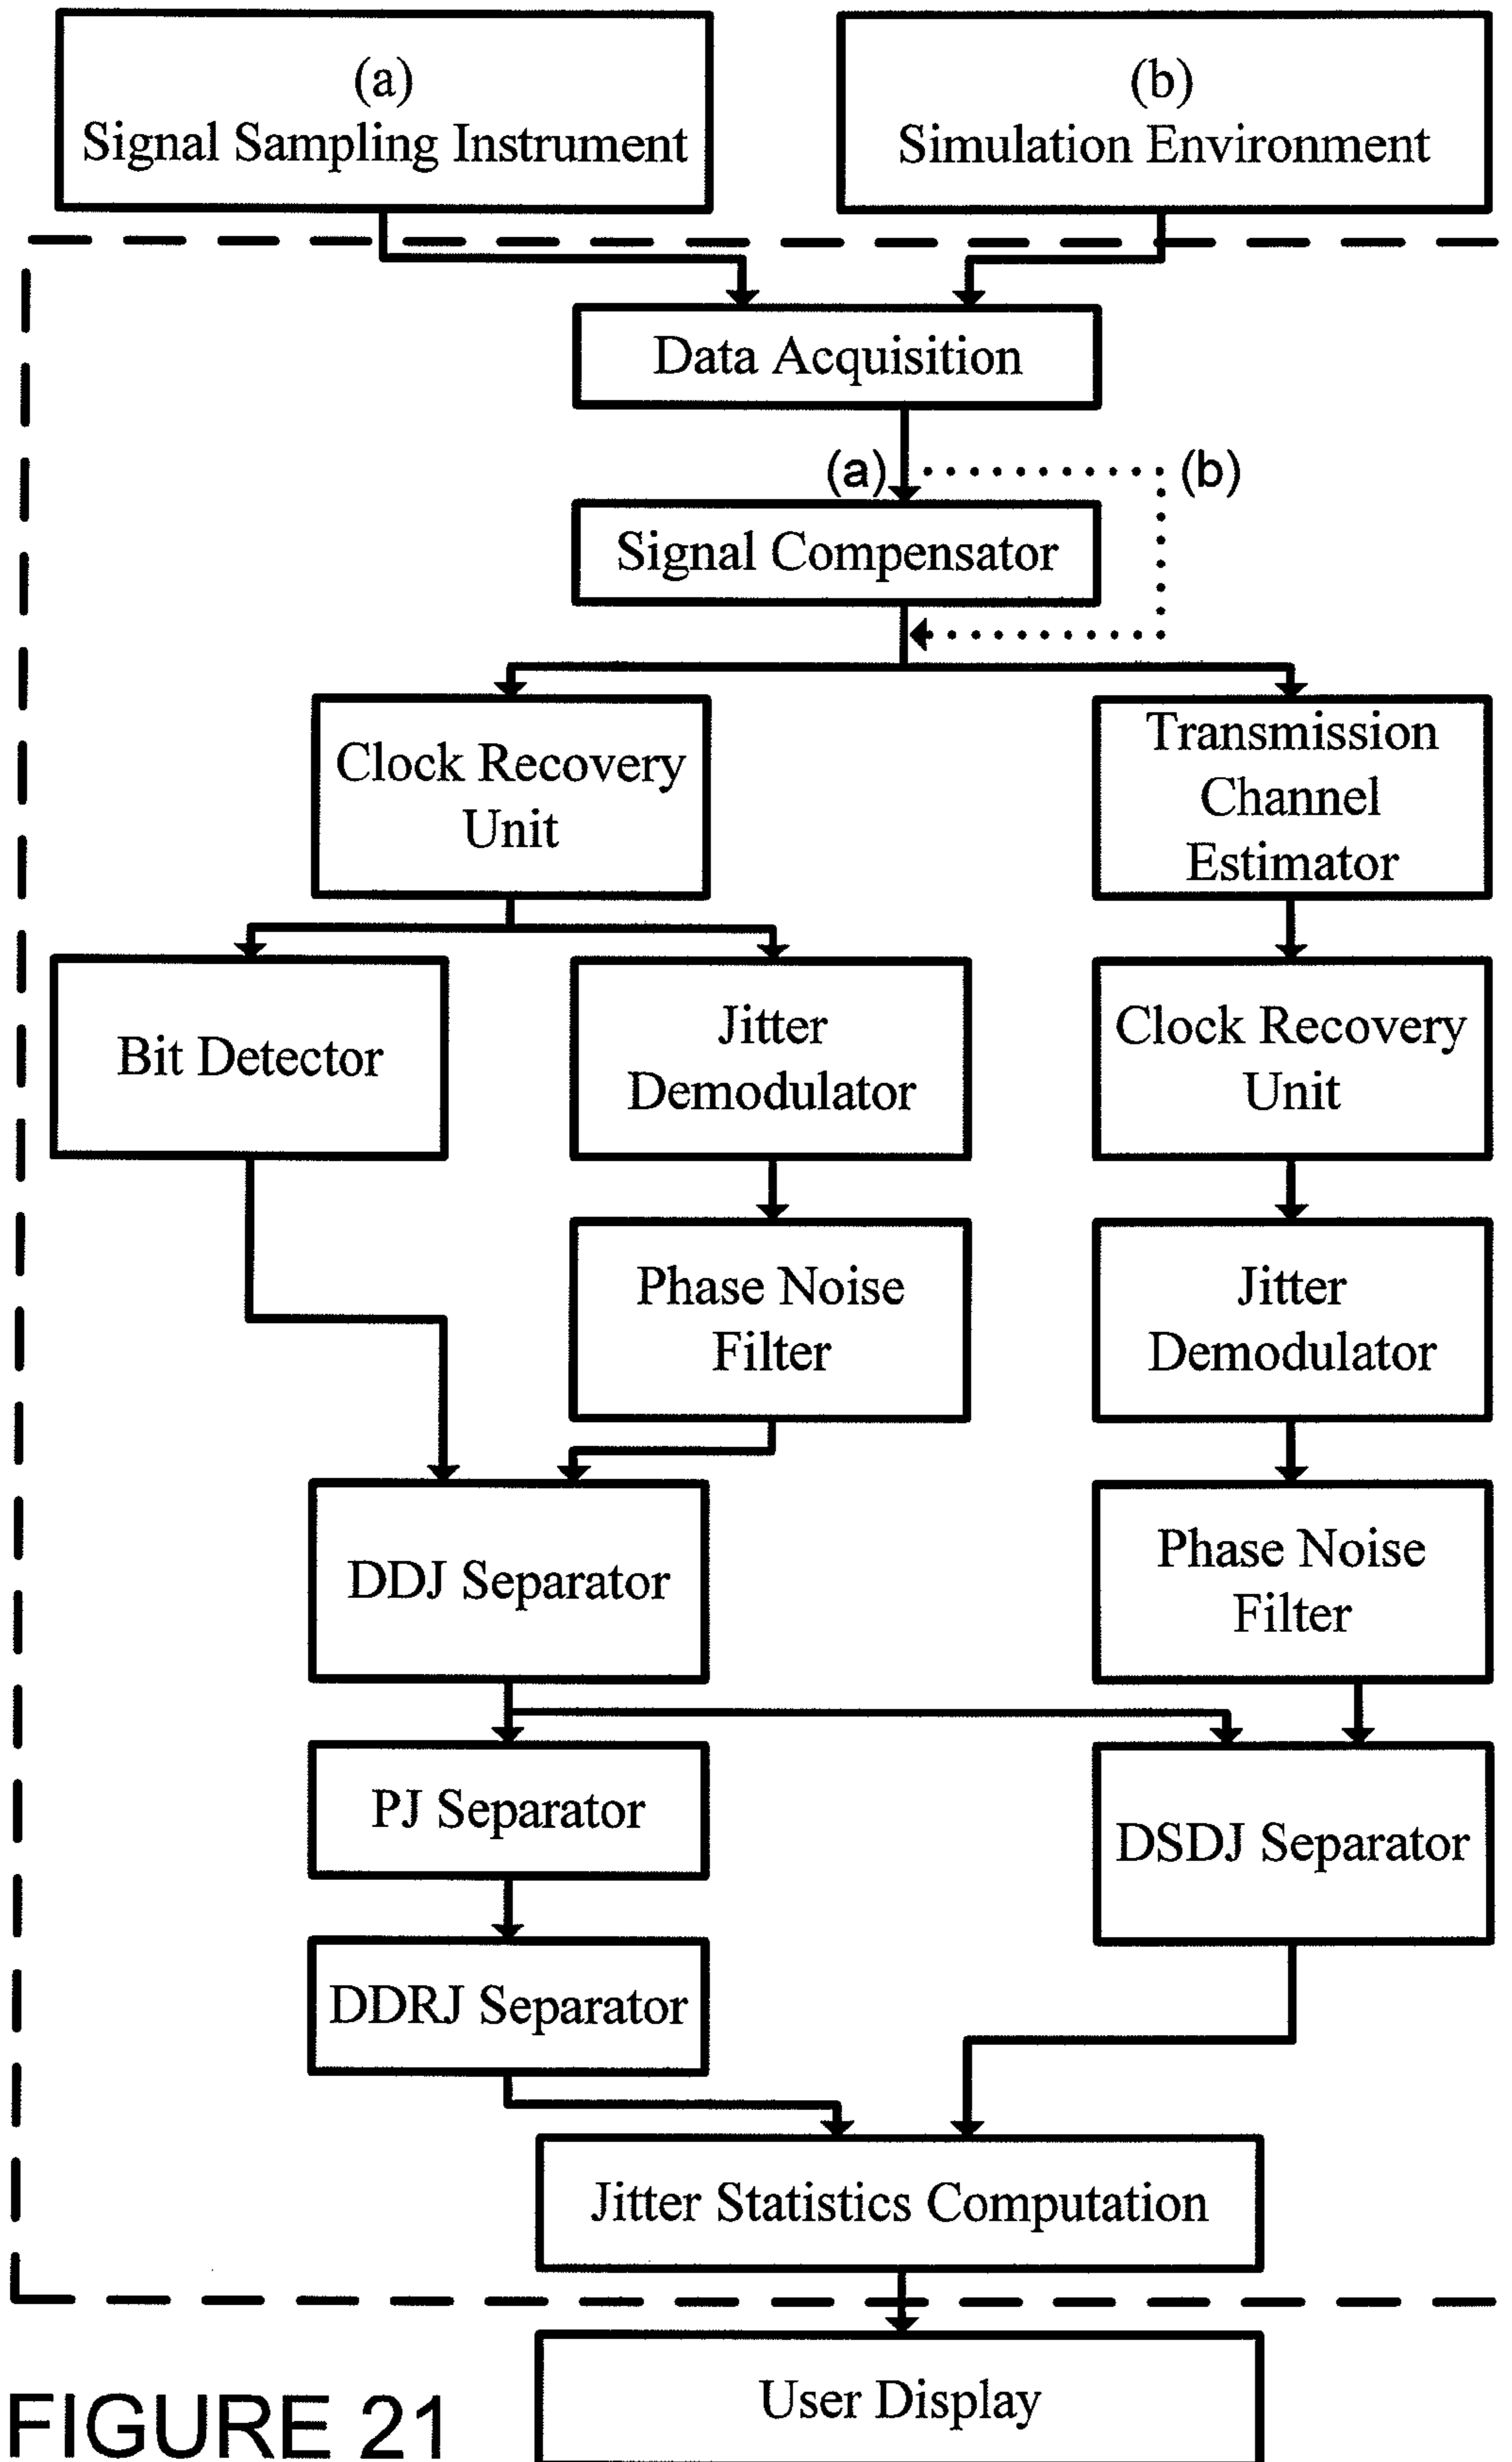 (a)
Signal Sampling Instrument
(b)
Simulation Environment
Data Acquisition
(a)
(b)
Signal Compensator
Clock Recovery
Unit
Transmission
Channel
Estimator
Bit Detector
Jitter
Demodulator
Clock Recovery
Unit
Phase Noise
Filter
Jitter
Demodulator
DDJ Separator
Phase Noise
Filter
PJ Separator
DSDJ Separator
DDRJ Separator
Jitter Statistics Computation
User Display
FIGURE 21